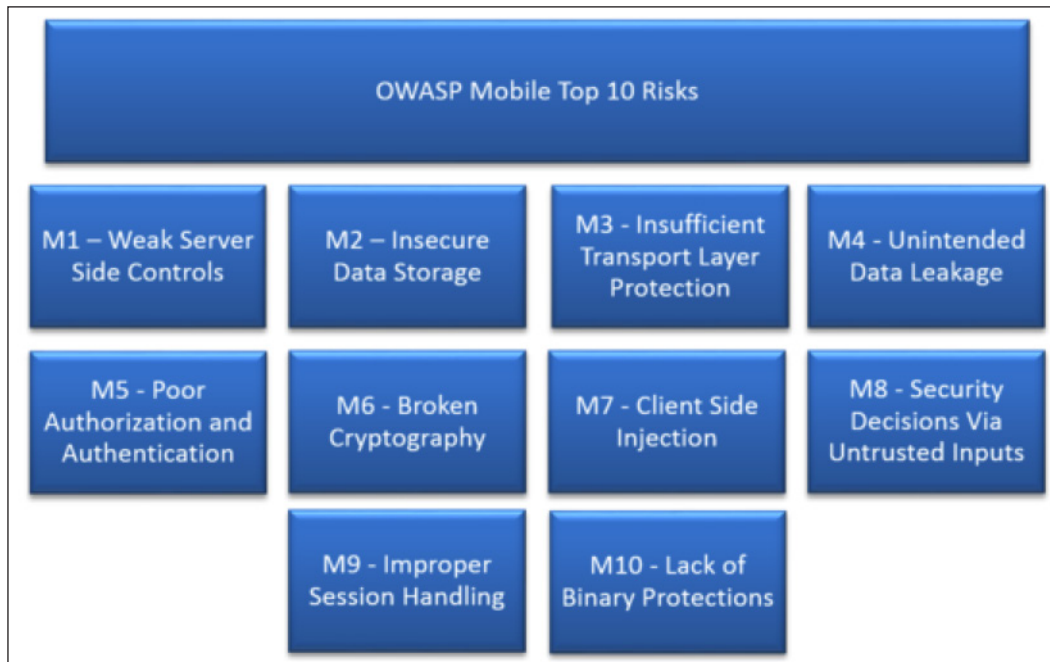 OWASP Mobile Top 10 Risks
M1 – Weak Server
Side Controls
M2 – Insecure
Data Storage
M3 - Insufficient
Transport Layer
Protection
M4 - Unintended
Data Leakage
M5 - Poor
Authorization and
Authentication
M6 - Broken
Cryptography
M7 - Client Side
Injection
M8 - Security
Decisions Via
Untrusted Inputs
M9 - Improper
Session Handling
M10 - Lack of
Binary Protections